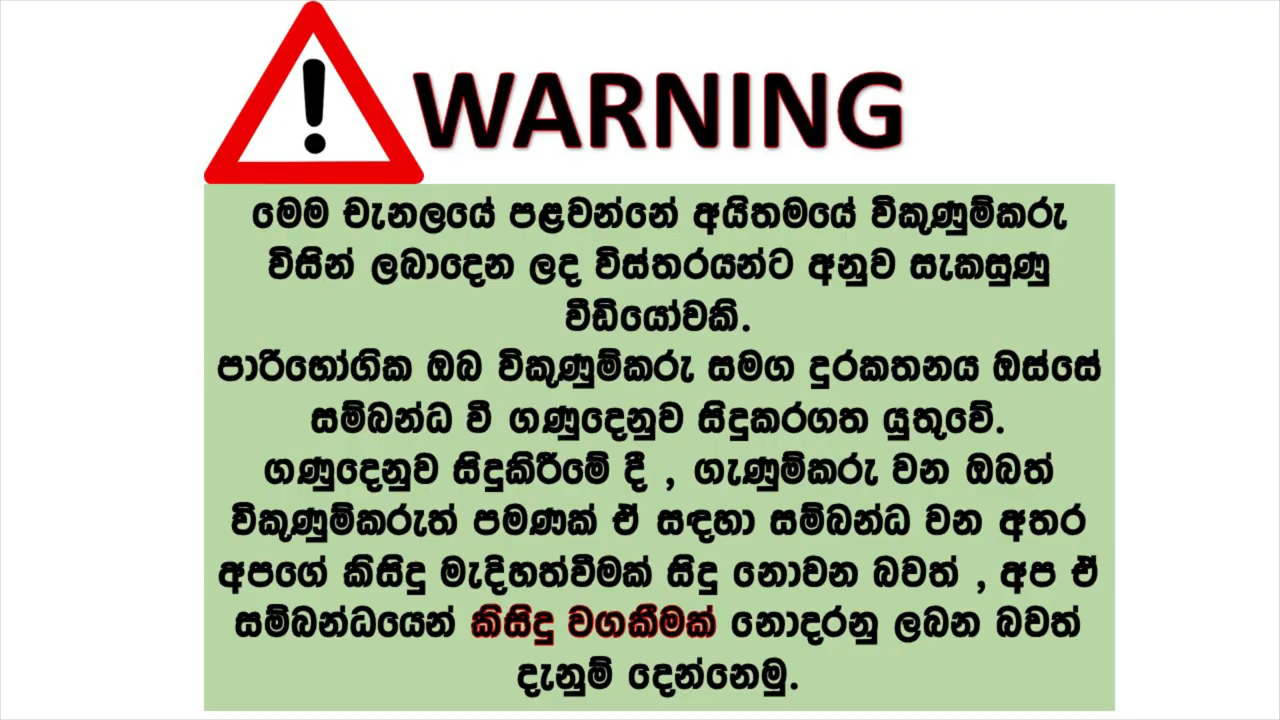 WARNING
මෙම චැනලයේ පළවන්නේ අයිතමයේ විකුණුම්කරු
විසින් ලබාදෙන ලද විස්තරයන්ට අනුව සැකසුණු
වීඩියෝවකි.
පාරිභෝගික ඔබ විකුණුම්කරු සමග දුරකතනය ඔස්සේ
සම්බන්ධ වී ගණුදෙනුව සිදුකරගත යුතුවේ.
ගණුදෙනුව සිදුකිරීමේ දී , ගැණුම්කරු වන ඔබත්
විකුණුම්කරුත් පමණක් ඒ සඳහා සම්බන්ධ වන අතර
අපගේ කිසිදු මැදිහත්වීමක් සිදු නොවන බවත් , අප ඒ
සම්බන්ධයෙන් කිසිදු වගකීමක් නොදරනු ලබන බවත්
දැනුම් දෙන්නෙමු.